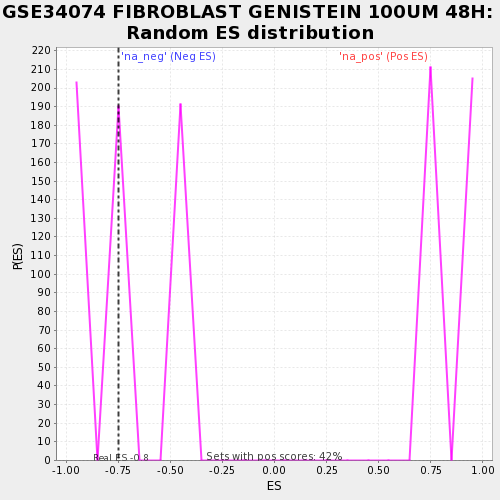 GSE34074 FIBROBLAST GENISTEIN 100UM 48H:
Random ES distribution
'na_neg' (Neg ES)
'na_pos' (Pos ES)
220
210
200
190
180
170
160
150
140
130
120
110
100
90
80
70
60
50
40
30
20
10
0
P(ES)
Real ES -0.8
Sets with pos scores: 42%
-1.00 -0.75 -0.50 -0.25 0.00 0.25 0.50 0.75 1.00
ES